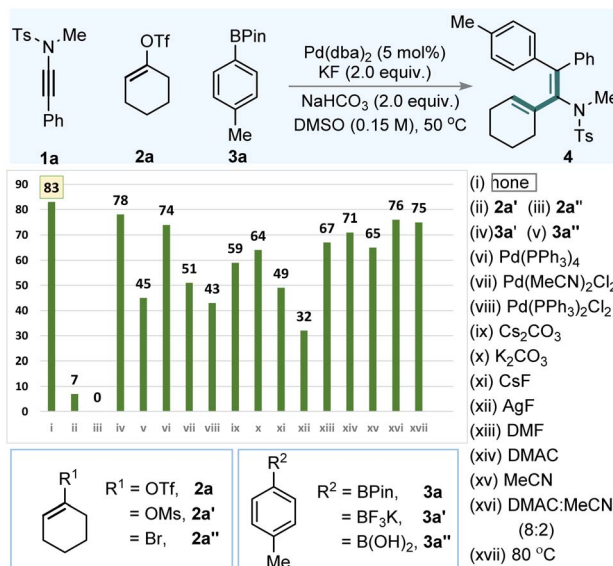 Ts
N
Me
Ph
1a
OTf
2a
BPin
Me
3a
Pd(dba)2 (5 mol%)
KF (2.0 equiv.)
NaHCO3 (2.0 equiv.)
DMSO (0.15 M), 50 °C
Me
Ph
Me
N
Ts
4
90
80
70
60
50
40
30
20
10
0
83
7
0
78
45
74
51
43
59
64
49
32
67
71
65
76
75
i ii iii iv v vi vii viii ix x xi xii xiii xiv xv xvi xvii
(i) none
(ii) 2a' (iii) 2a''
(iv)3a' (v) 3a''
(vi) Pd(PPh3)4
(vii) Pd(MeCN)2Cl2
(viii) Pd(PPh3)2Cl2
(ix) Cs2CO3
(x) K2CO3
(xi) CsF
(xii) AgF
(xiii) DMF
(xiv) DMAC
(xv) MeCN
(xvi) DMAC:MeCN
(8:2)
(xvii) 80 °C
R1
R1 = OTf, 2a
= OMs, 2a'
= Br, 2a''
R2
Me
R2 = BPin, 3a
= BF3K, 3a'
= B(OH)2, 3a''